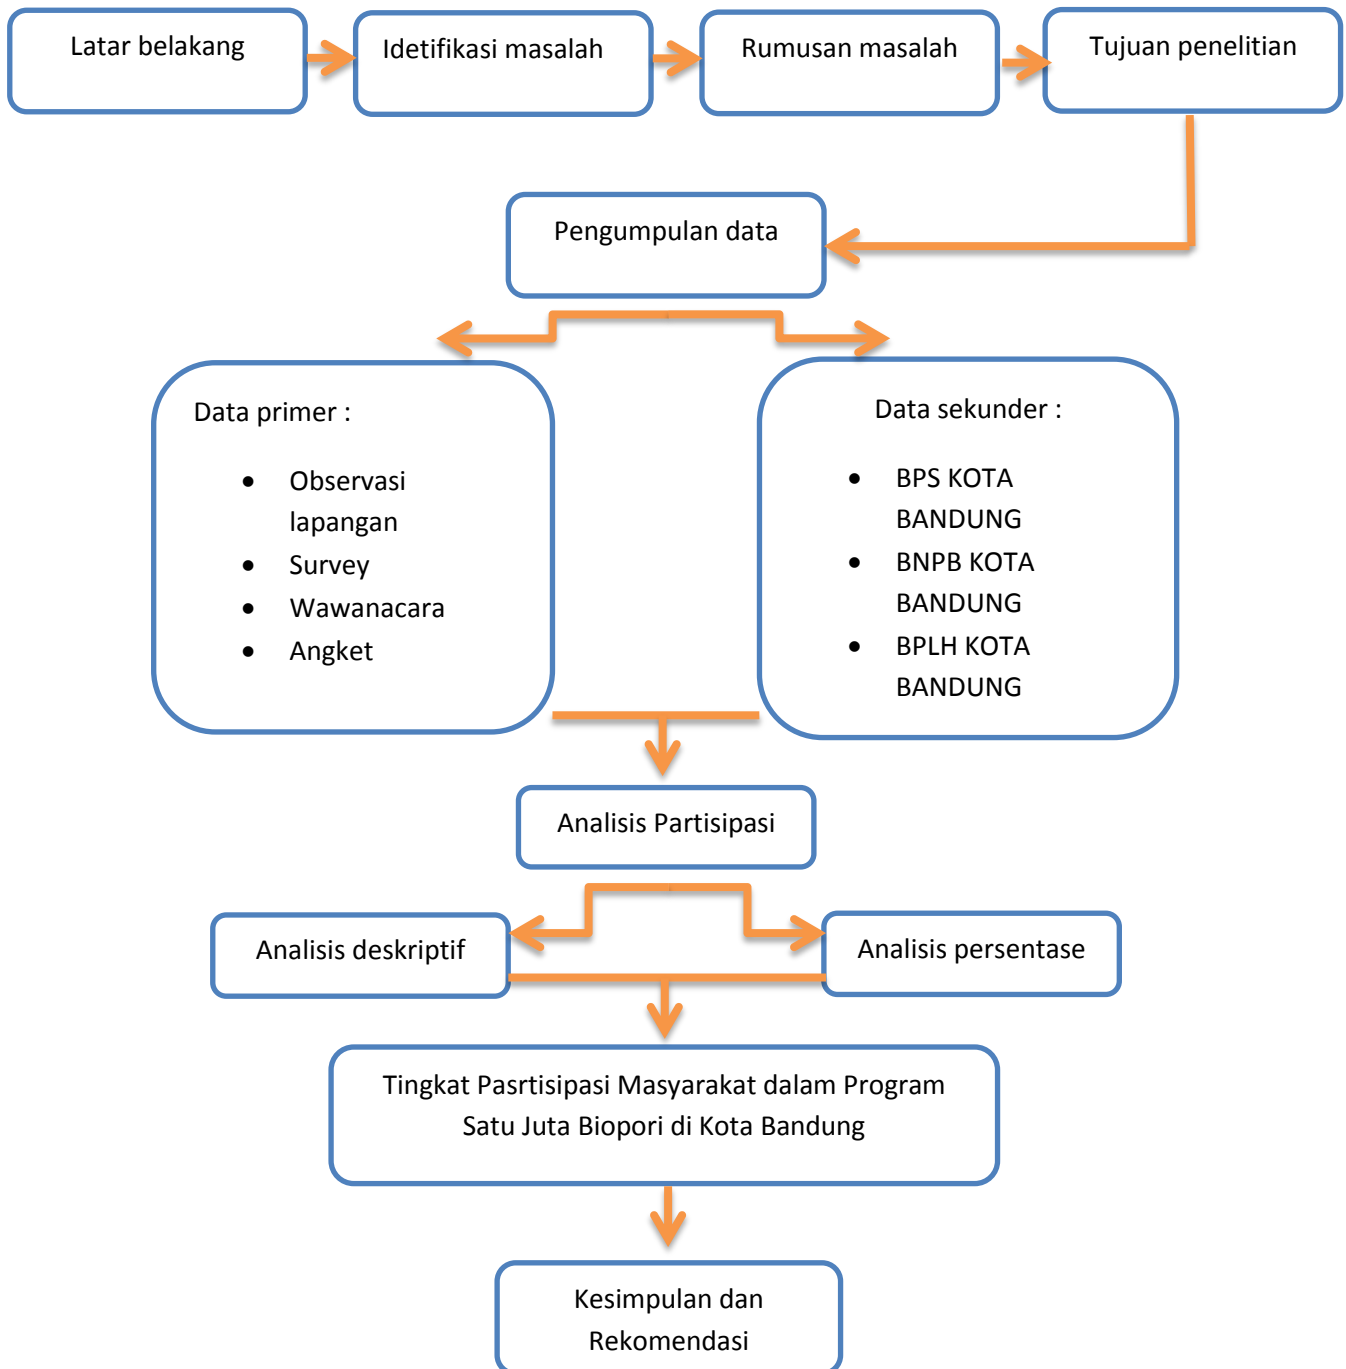 Latar belakang
Idetifikasi masalah
Rumusan masalah
Tujuan penelitian
Pengumpulan data
Data primer :
• Observasi
lapangan
• Survey
• Wawanacara
• Angket
Data sekunder :
• BPS KOTA
BANDUNG
• BNPB KOTA
BANDUNG
• BPLH KOTA
BANDUNG
Analisis Partisipasi
Analisis deskriptif
Analisis persentase
Tingkat Pasrtisipasi Masyarakat dalam Program
Satu Juta Biopori di Kota Bandung
Kesimpulan dan
Rekomendasi